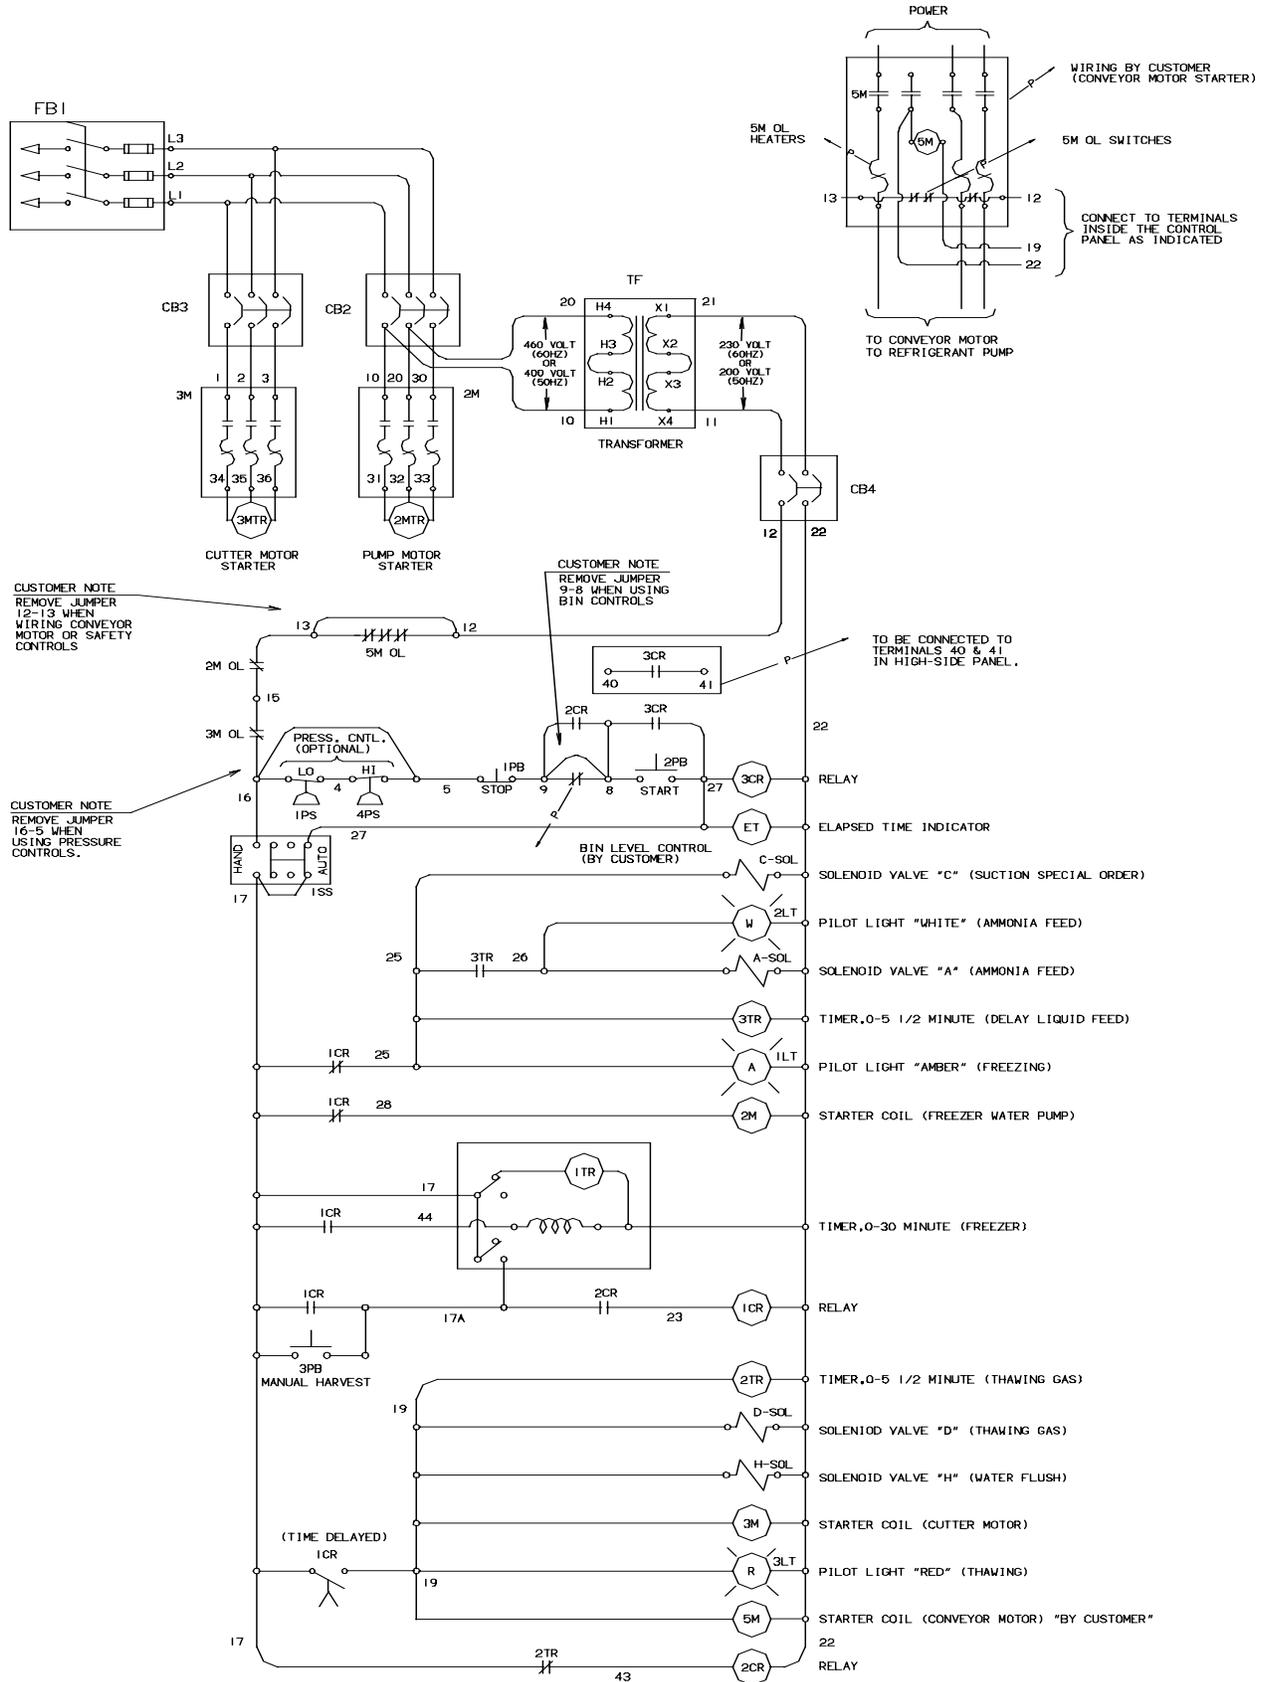 POWER
WIRING BY CUSTOMER
(CONVEYOR MOTOR STARTER)
P
5M
FB1
5M OL
HEATERS
P
5M
P
5M OL SWITCHES
L3
L2
L1
13
12
CONNECT TO TERMINALS
INSIDE THE CONTROL
PANEL AS INDICATED
19
22
TO CONVEYOR MOTOR
TO REFRIGERANT PUMP
CB3
CB2
TF
20
H4
X1
21
460 VOLT
(60HZ)
OR
400 VOLT
(50HZ)
H3
X2
H2
X3
230 VOLT
(60HZ)
OR
200 VOLT
(50HZ)
10
H1
X4
11
TRANSFORMER
1 2 3
10 20 30
3M
2M
34 35 36
31 32 33
3MTR
2MTR
CUTTER MOTOR
STARTER
PUMP MOTOR
STARTER
CB4
12
22
CUSTOMER NOTE
REMOVE JUMPER
12-13 WHEN
WIRING CONVEYOR
MOTOR OR SAFETY
CONTROLS
CUSTOMER NOTE
REMOVE JUMPER
9-8 WHEN USING
BIN CONTROLS
13
12
5M OL
2M OL
15
3M OL
3CR
40
41
P
TO BE CONNECTED TO
TERMINALS 40 & 41
IN HIGH-SIDE PANEL.
22
2CR
3CR
PRESS. CNTL.
(OPTIONAL)
LO
HI
4
1PS
4PS
16
5
1PB
STOP
9
8
2PB
START
27
3CR
RELAY
CUSTOMER NOTE
REMOVE JUMPER
16-5 WHEN
USING PRESSURE
CONTROLS.
P
27
ET
ELAPSED TIME INDICATOR
BIN LEVEL CONTROL
(BY CUSTOMER)
HAND
AUTO
1SS
17
C-SOL
SOLENOID VALVE "C" (SUCTION SPECIAL ORDER)
W
2LT
PILOT LIGHT "WHITE" (AMMONIA FEED)
25
3TR
26
A-SOL
SOLENOID VALVE "A" (AMMONIA FEED)
3TR
TIMER,0-5 1/2 MINUTE (DELAY LIQUID FEED)
1CR
25
A
1LT
PILOT LIGHT "AMBER" (FREEZING)
1CR
28
2M
STARTER COIL (FREEZER WATER PUMP)
17
1TR
1CR
44
TIMER,0-30 MINUTE (FREEZER)
1CR
17A
2CR
23
1CR
RELAY
3PB
MANUAL HARVEST
2TR
TIMER,0-5 1/2 MINUTE (THAWING GAS)
19
D-SOL
SOLENIOD VALVE "D" (THAWING GAS)
H-SOL
SOLENOID VALVE "H" (WATER FLUSH)
3M
STARTER COIL (CUTTER MOTOR)
(TIME DELAYED)
1CR
19
R
3LT
PILOT LIGHT "RED" (THAWING)
5M
STARTER COIL (CONVEYOR MOTOR) "BY CUSTOMER"
17
22
2TR
43
2CR
RELAY